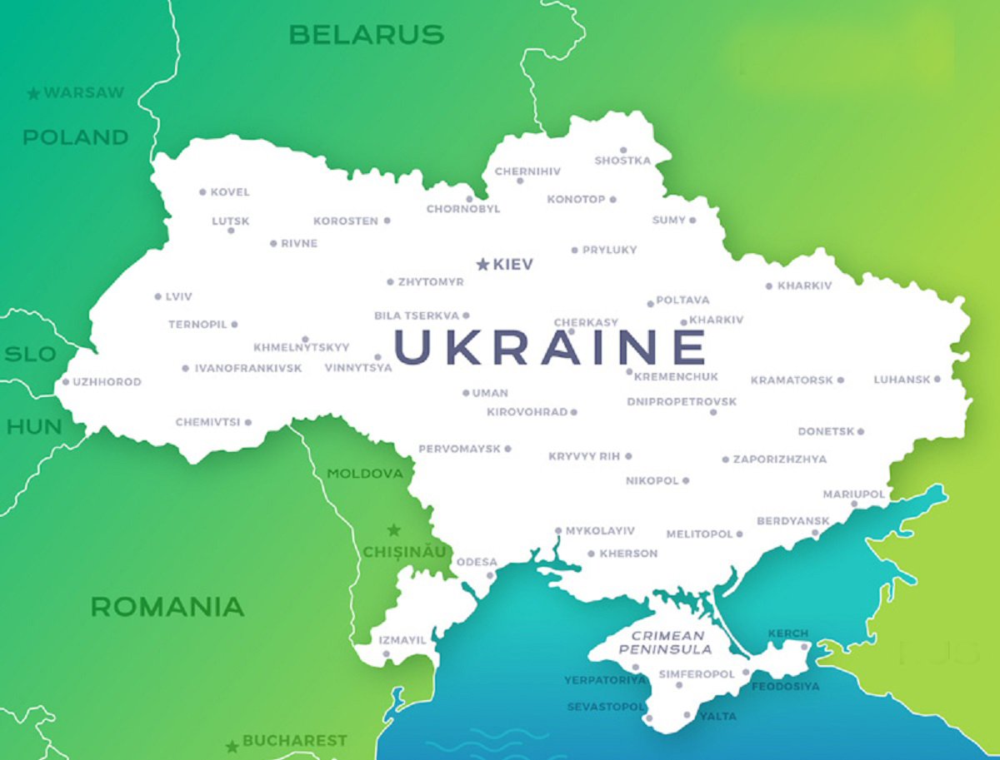 BELARUS
WARSAW
POLAND
SHOSTKA
CHERNIHIV
KOVEL
KONOTOP
CHORNOBYL
LUTSK
KOROSTEN
SUMY
RIVNE
PRYLUKY
KIEV
ZHYTOMYR
KHARKIV
LVIV
POLTAVA
BILA TSERKVA
KHARKIV
TERNOPIL
CHERKASY
KHMELNYTSKYY
UKRAINE
SLO
IVANOFRANKIVSK
VINNYTSYA
KREMENCHUK
KRAMATORSK
LUHANSK
UZHHOROD
UMAN
DNIPROPETROVSK
KIROVOHRAD
CHEMIVTSI
HUN
DONETSK
PERVOMAYSK
KRYVYY RIH
ZAPORIZHZHYA
MOLDOVA
NIKOPOL
MARIUPOL
BERDYANSK
MYKOLAYIV
MELITOPOL
CHIȘINĂU
KHERSON
ODESA
ROMANIA
KERCH
CRIMEAN
PENINSULA
IZMAYIL
SIMFEROPOL
YERPATORIYA
FEODOSIYA
SEVASTOPOL
YALTA
BUCHAREST